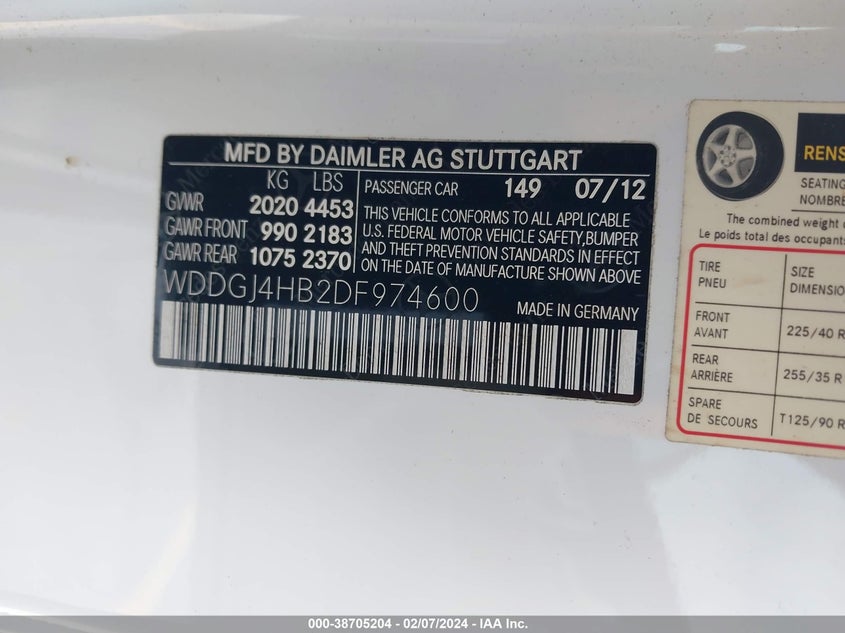 MFD BY DAIMLER AG STUTTGART
KG LBS
GVWR 2020 4453
GAWR FRONT 990 2183
GAWR REAR 1075 2370
PASSENGER CAR 149 07/12
THIS VEHICLE CONFORMS TO ALL APPLICABLE
U.S. FEDERAL MOTOR VEHICLE SAFETY,BUMPER
AND THEFT PREVENTION STANDARDS IN EFFECT
ON THE DATE OF MANUFACTURE SHOWN ABOVE
WDDGJ4HB2DF974600
MADE IN GERMANY
SEATING
The combined weight
Le poids total des occupants
TIRE SIZE
PNEU
FRONT 225/40 R
AVANT
REAR 255/35 R
ARRIÈRE
SPARE T125/90 R
DE SECOURS
000-38705204 - 02/07/2024 - IAA Inc.